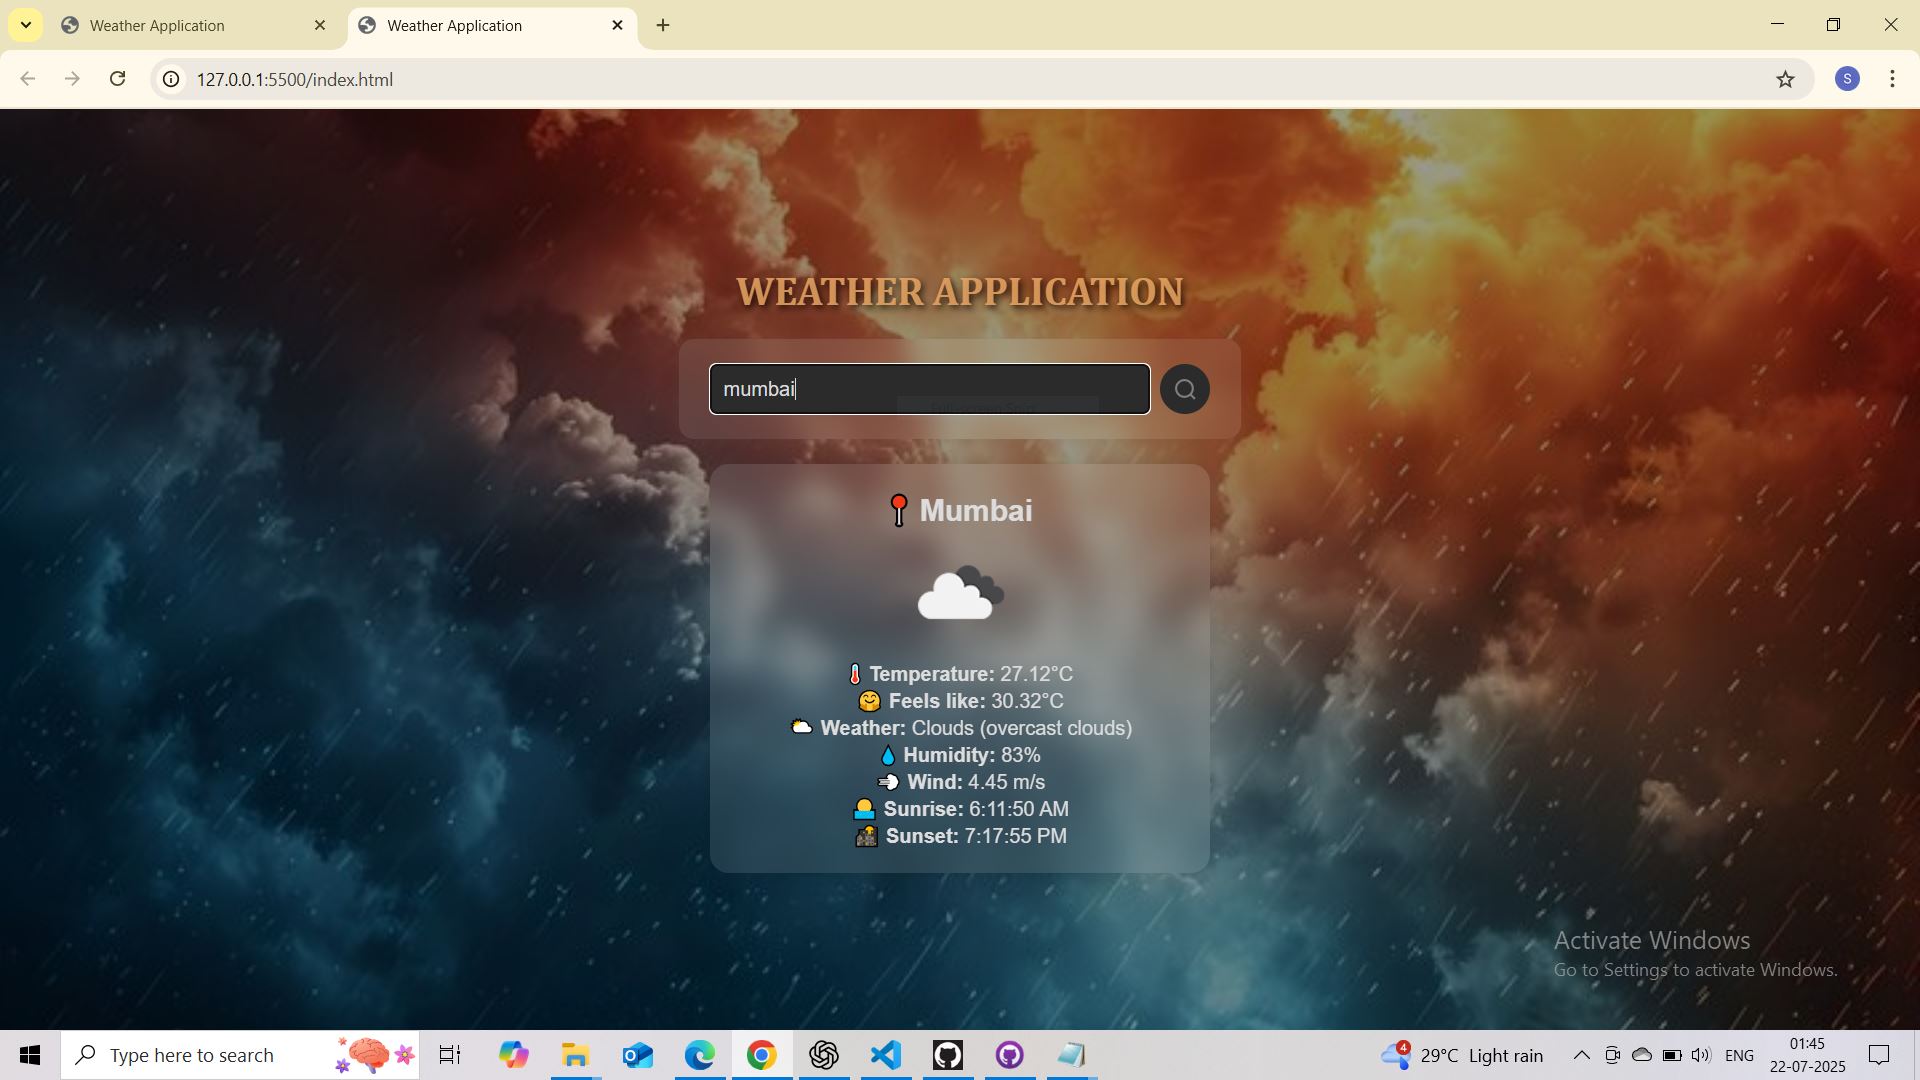 Weather Application
Weather Application
127.0.0.1:5500/index.html
S
WEATHER APPLICATION
mumbai
Mumbai
Temperature: 27.12°C
Feels like: 30.32°C
Weather: Clouds (overcast clouds)
Humidity: 83%
Wind: 4.45 m/s
Sunrise: 6:11:50 AM
Sunset: 7:17:55 PM
Activate Windows
Go to Settings to activate Windows.
Type here to search
4
29°C Light rain
ENG
01:45
22-07-2025